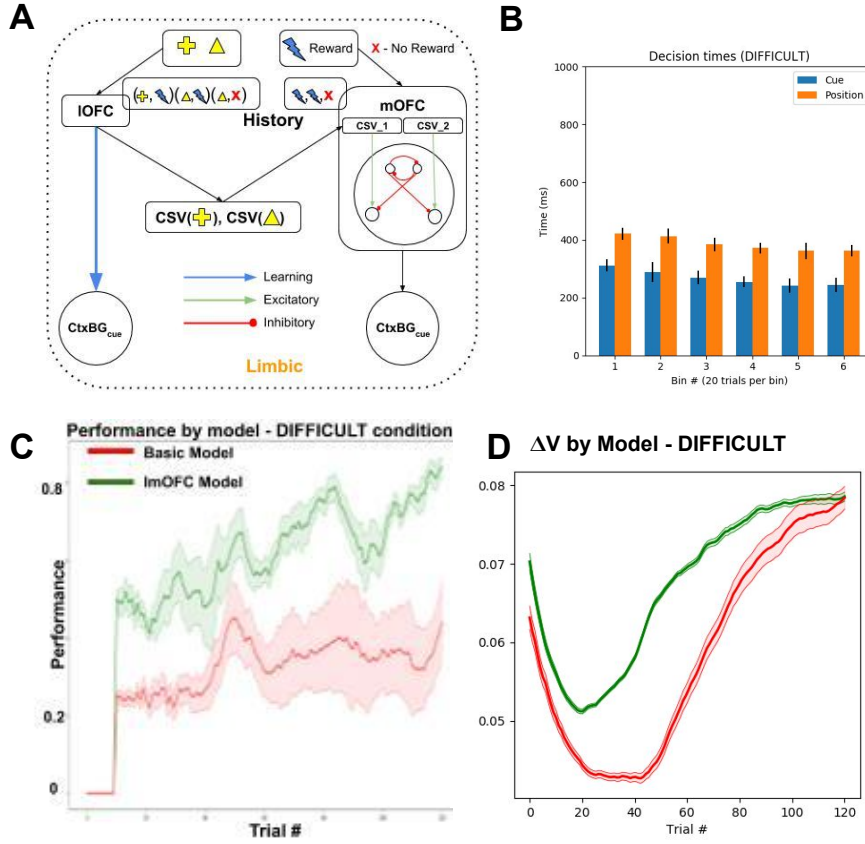 A
Reward
X - No Reward
lOFC
( , )( , )( ,X)
X
History
mOFC
CSV_1
CSV_2
CSV( ), CSV( )
Learning
Excitatory
Inhibitory
CtxBGcue
CtxBGcue
Limbic
B
Decision times (DIFFICULT)
Cue
Position
1000
800
600
400
200
0
Time (ms)
1 2 3 4 5 6
Bin # (20 trials per bin)
C
Performance by model - DIFFICULT condition
Basic Model
lmOFC Model
0.8
0.2
0
Performance
Trial #
D
ΔV by Model - DIFFICULT
0.08
0.07
0.06
0.05
0 20 40 60 80 100 120
Trial #